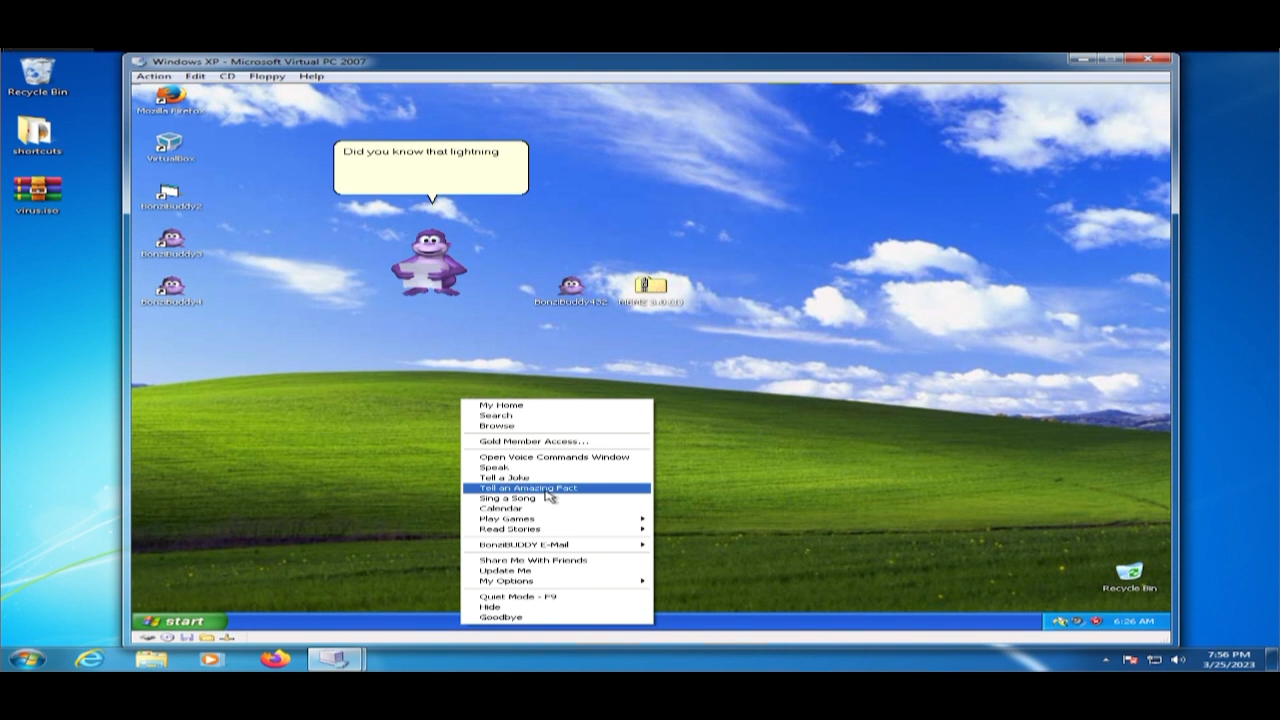 Recycle Bin
shortcuts
virus.iso
Windows XP - Microsoft Virtual PC 2007
Action Edit CD Floppy Help
Mozilla Firefox
VirtualBox
BonziBuddy2
BonziBuddy3
BonziBuddy4
Did you know that lightning
BonziBuddy432
My Home
Search
Browse
Gold Member Access...
Open Voice Commands Window
Speak
Tell a Joke
Tell an Amazing Fact
Sing a Song
Calendar
Play Games
Read Stories
BonziBUDDY E-Mail
Share Me With Friends
Update Me
My Options
Quiet Mode - F9
Hide
Goodbye
Recycle Bin
start
6:26 AM
7:56 PM
3/25/2023